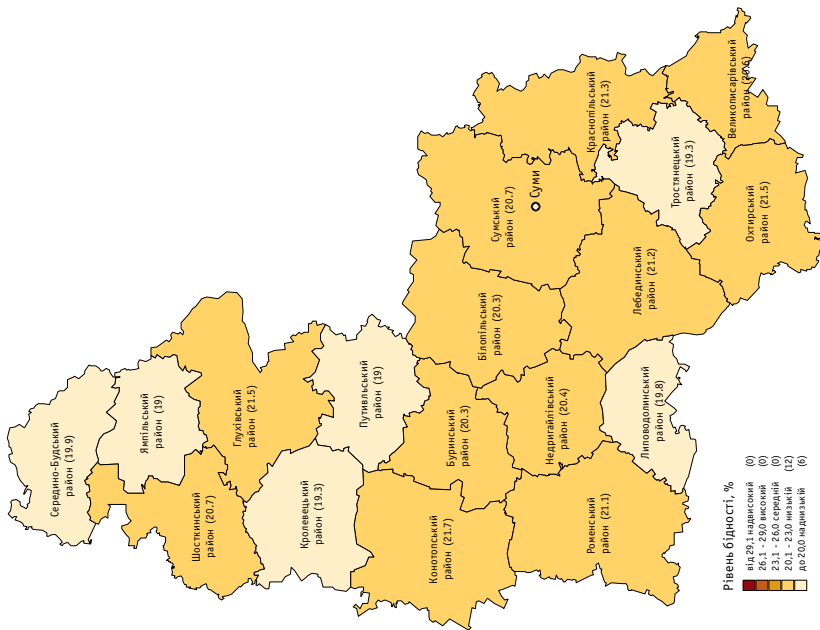 Середино-Будський
район (19.9)
Ямпільський
район (19)
Шосткинський
район (20.7)
Глухівський
район (21.5)
Кролевецький
район (19.3)
Путивльський
район (19)
Конотопський
район (21.7)
Буринський
район (20.3)
Білопільський
район (20.3)
Сумський
район (20.7)
Суми
Краснопільський
район (21.3)
Великописарівський
район (20.6)
Тростянецький
район (19.3)
Охтирський
район (21.5)
Лебединський
район (21.2)
Недригайлівський
район (20.4)
Липоводолинський
район (19.8)
Роменський
район (21.1)
Рівень бідності, %
від 29,1 надвисокий (0)
26,1 - 29,0 високий (0)
23,1 - 26,0 середній (0)
20,1 - 23,0 низькій (12)
до 20,0 наднизькій (6)